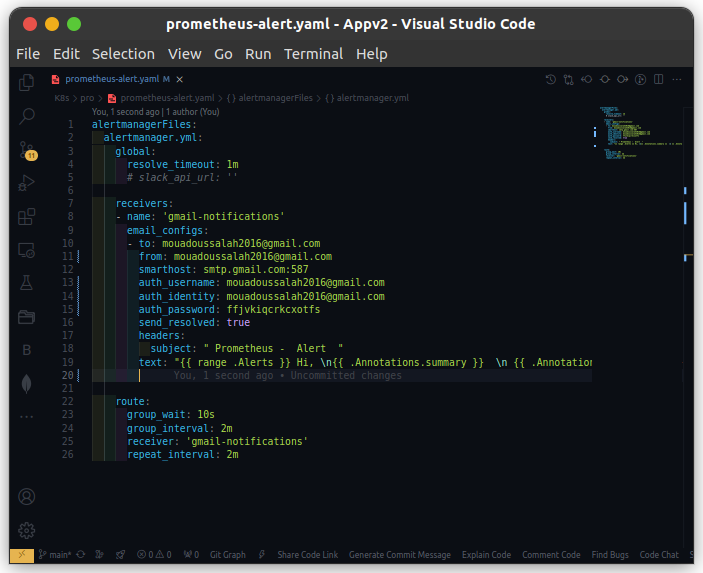 prometheus-alert.yaml - Appv2 - Visual Studio Code
File Edit Selection View Go Run Terminal Help
prometheus-alert.yaml M ×
K8s > pro > prometheus-alert.yaml > {} alertmanagerFiles > {} alertmanager.yml
You, 1 second ago | 1 author (You)
1 alertmanagerFiles:
2 alertmanager.yml:
3 global:
4 resolve_timeout: 1m
5 # slack_api_url: ''
6
7 receivers:
8 - name: 'gmail-notifications'
9 email_configs:
10 - to: mouadoussalah2016@gmail.com
11 from: mouadoussalah2016@gmail.com
12 smarthost: smtp.gmail.com:587
13 auth_username: mouadoussalah2016@gmail.com
14 auth_identity: mouadoussalah2016@gmail.com
15 auth_password: ffjvkiqcrkcxotfs
16 send_resolved: true
17 headers:
18 subject: " Prometheus -  Alert  "
19 text: "{{ range .Alerts }} Hi, \n{{ .Annotations.summary }}  \n {{ .Annotation
20 You, 1 second ago • Uncommitted changes
21
22 route:
23 group_wait: 10s
24 group_interval: 2m
25 receiver: 'gmail-notifications'
26 repeat_interval: 2m
11
B
main* 0 0 0 Git Graph Share Code Link Generate Commit Message Explain Code Comment Code Find Bugs Code Chat S